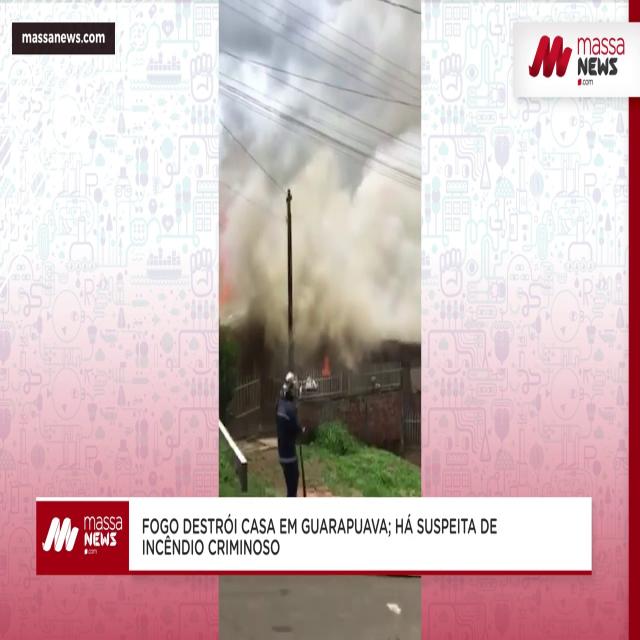 massanews.com
massa
NEWS
.com
massa
NEWS
.com
FOGO DESTRÓI CASA EM GUARAPUAVA; HÁ SUSPEITA DE
INCÊNDIO CRIMINOSO